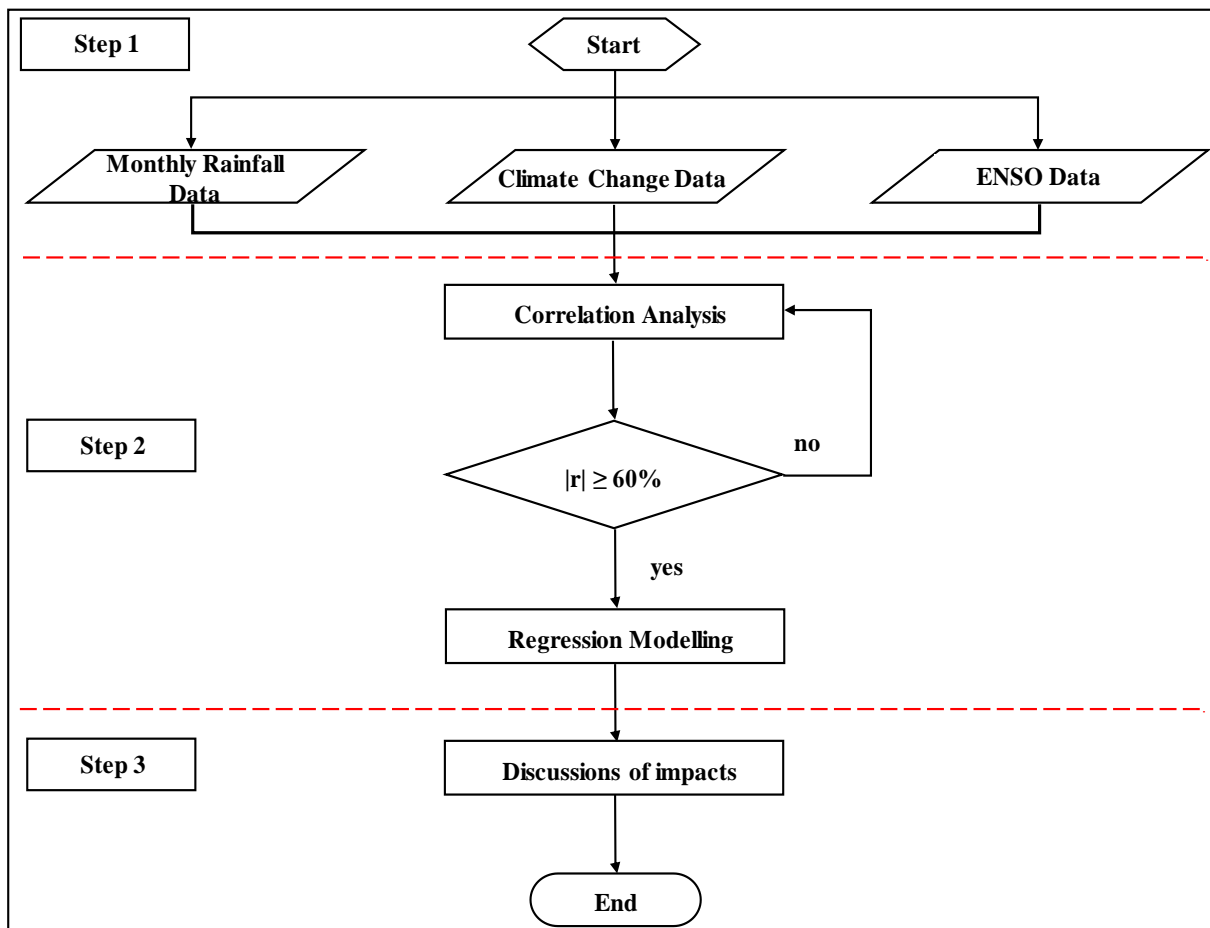 Step 1
Start
Monthly Rainfall
Data
Climate Change Data
ENSO Data
Correlation Analysis
Step 2
no
|r| ≥ 60%
yes
Regression Modelling
Step 3
Discussions of impacts
End